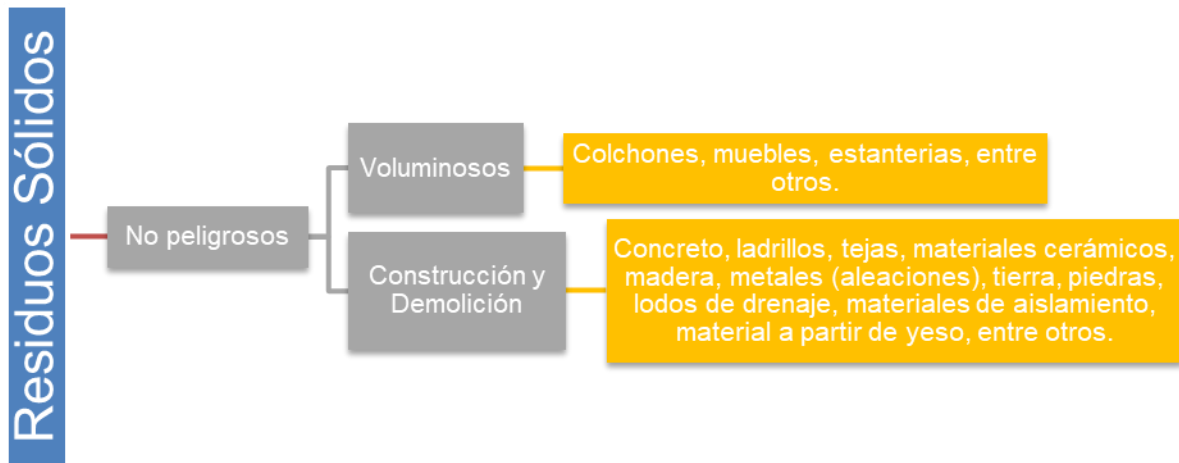 Residuos Sólidos
No peligrosos
Voluminosos
Colchones, muebles, estanterias, entre
otros.
Construcción y
Demolición
Concreto, ladrillos, tejas, materiales cerámicos,
madera, metales (aleaciones), tierra, piedras,
lodos de drenaje, materiales de aislamiento,
material a partir de yeso, entre otros.